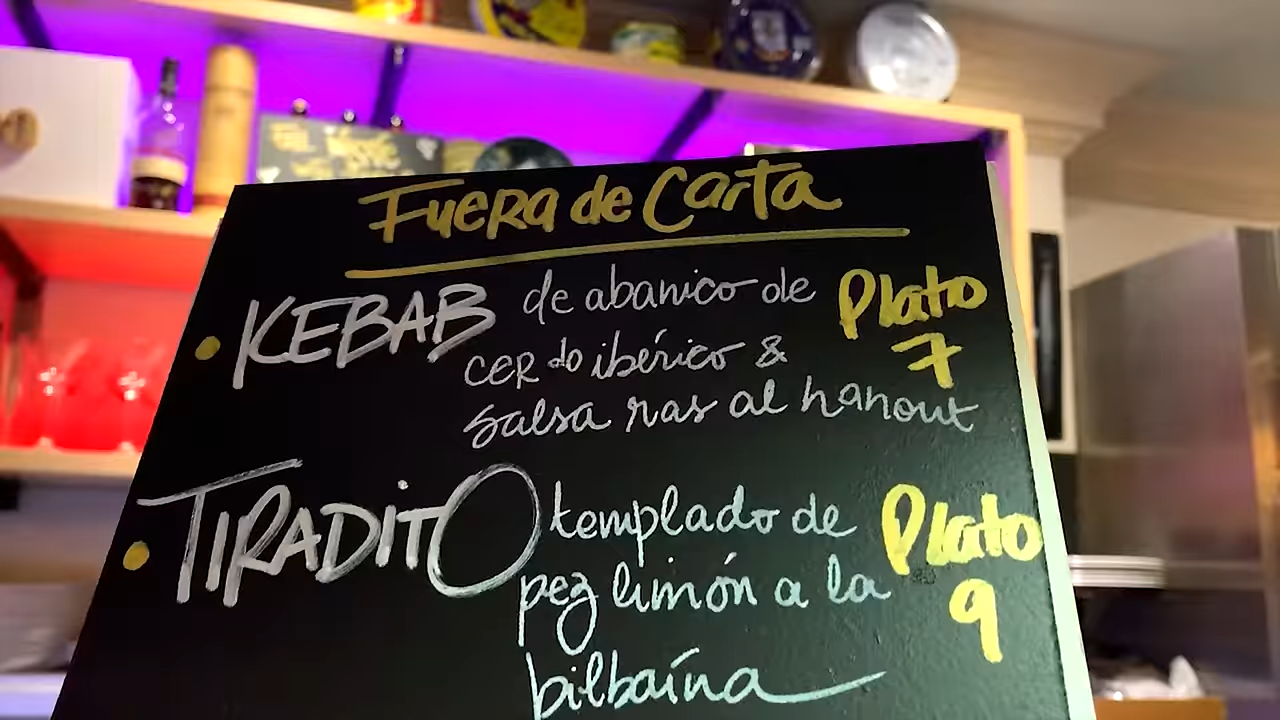 Fuera de Carta
• KEBAB de abanico de Plato
cerdo ibérico & 7
salsa ras al hanout
• TIRADITO templado de Plato
pez limón a la 9
bilbaína